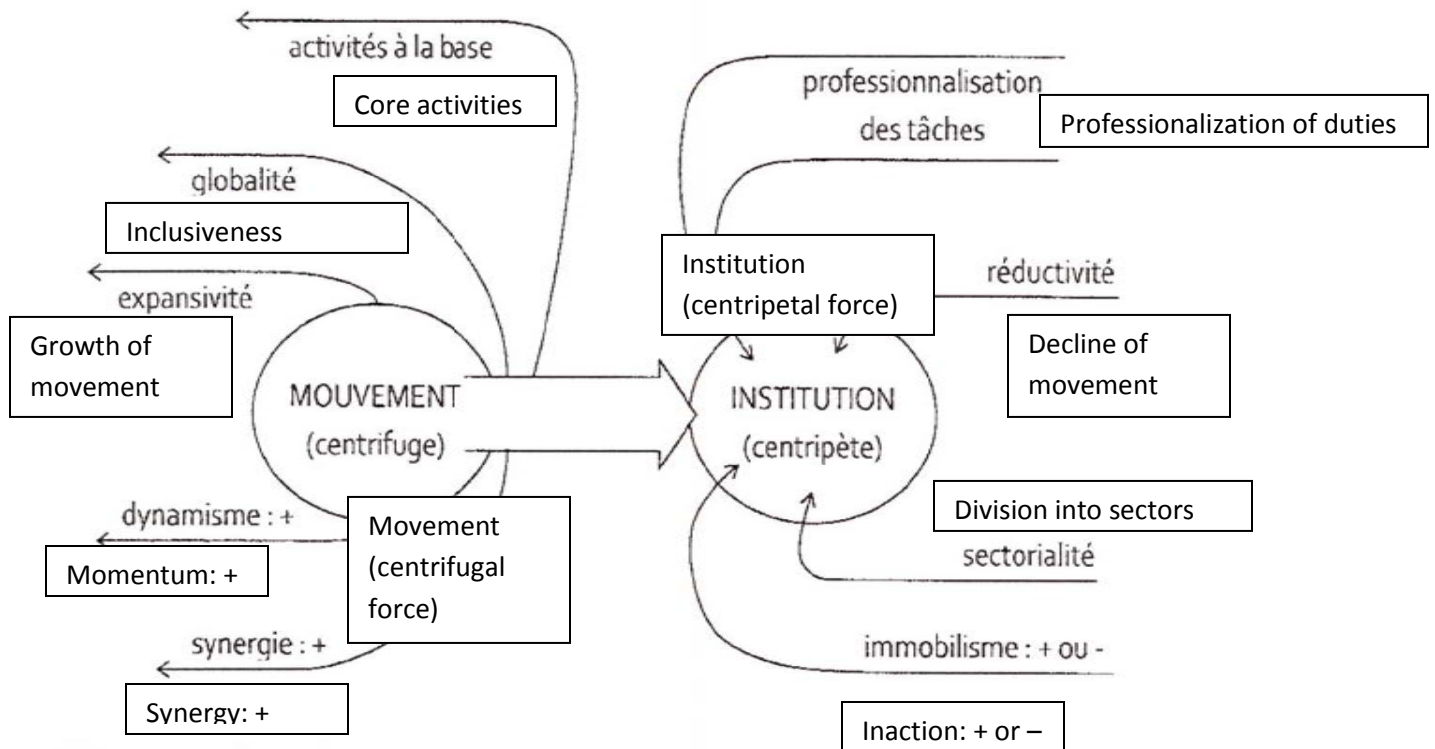 activités à la base
Core activities
professionnalisation
des tâches
Professionalization of duties
globalité
Inclusiveness
expansivité
Growth of
movement
Institution
(centripetal force)
réductivité
Decline of
movement
MOUVEMENT
(centrifuge)
INSTITUTION
(centripète)
dynamisme : +
Momentum: +
Movement
(centrifugal
force)
Division into sectors
sectorialité
synergie : +
Synergy: +
immobilisme : + ou -
Inaction: + or –